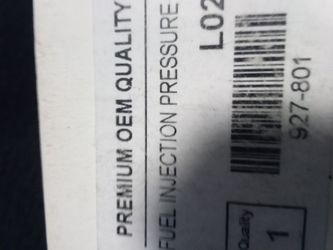 PREMIUM OEM QUALITY
FUEL INJECTION PRESSURE
L02
927-801
Quality
1